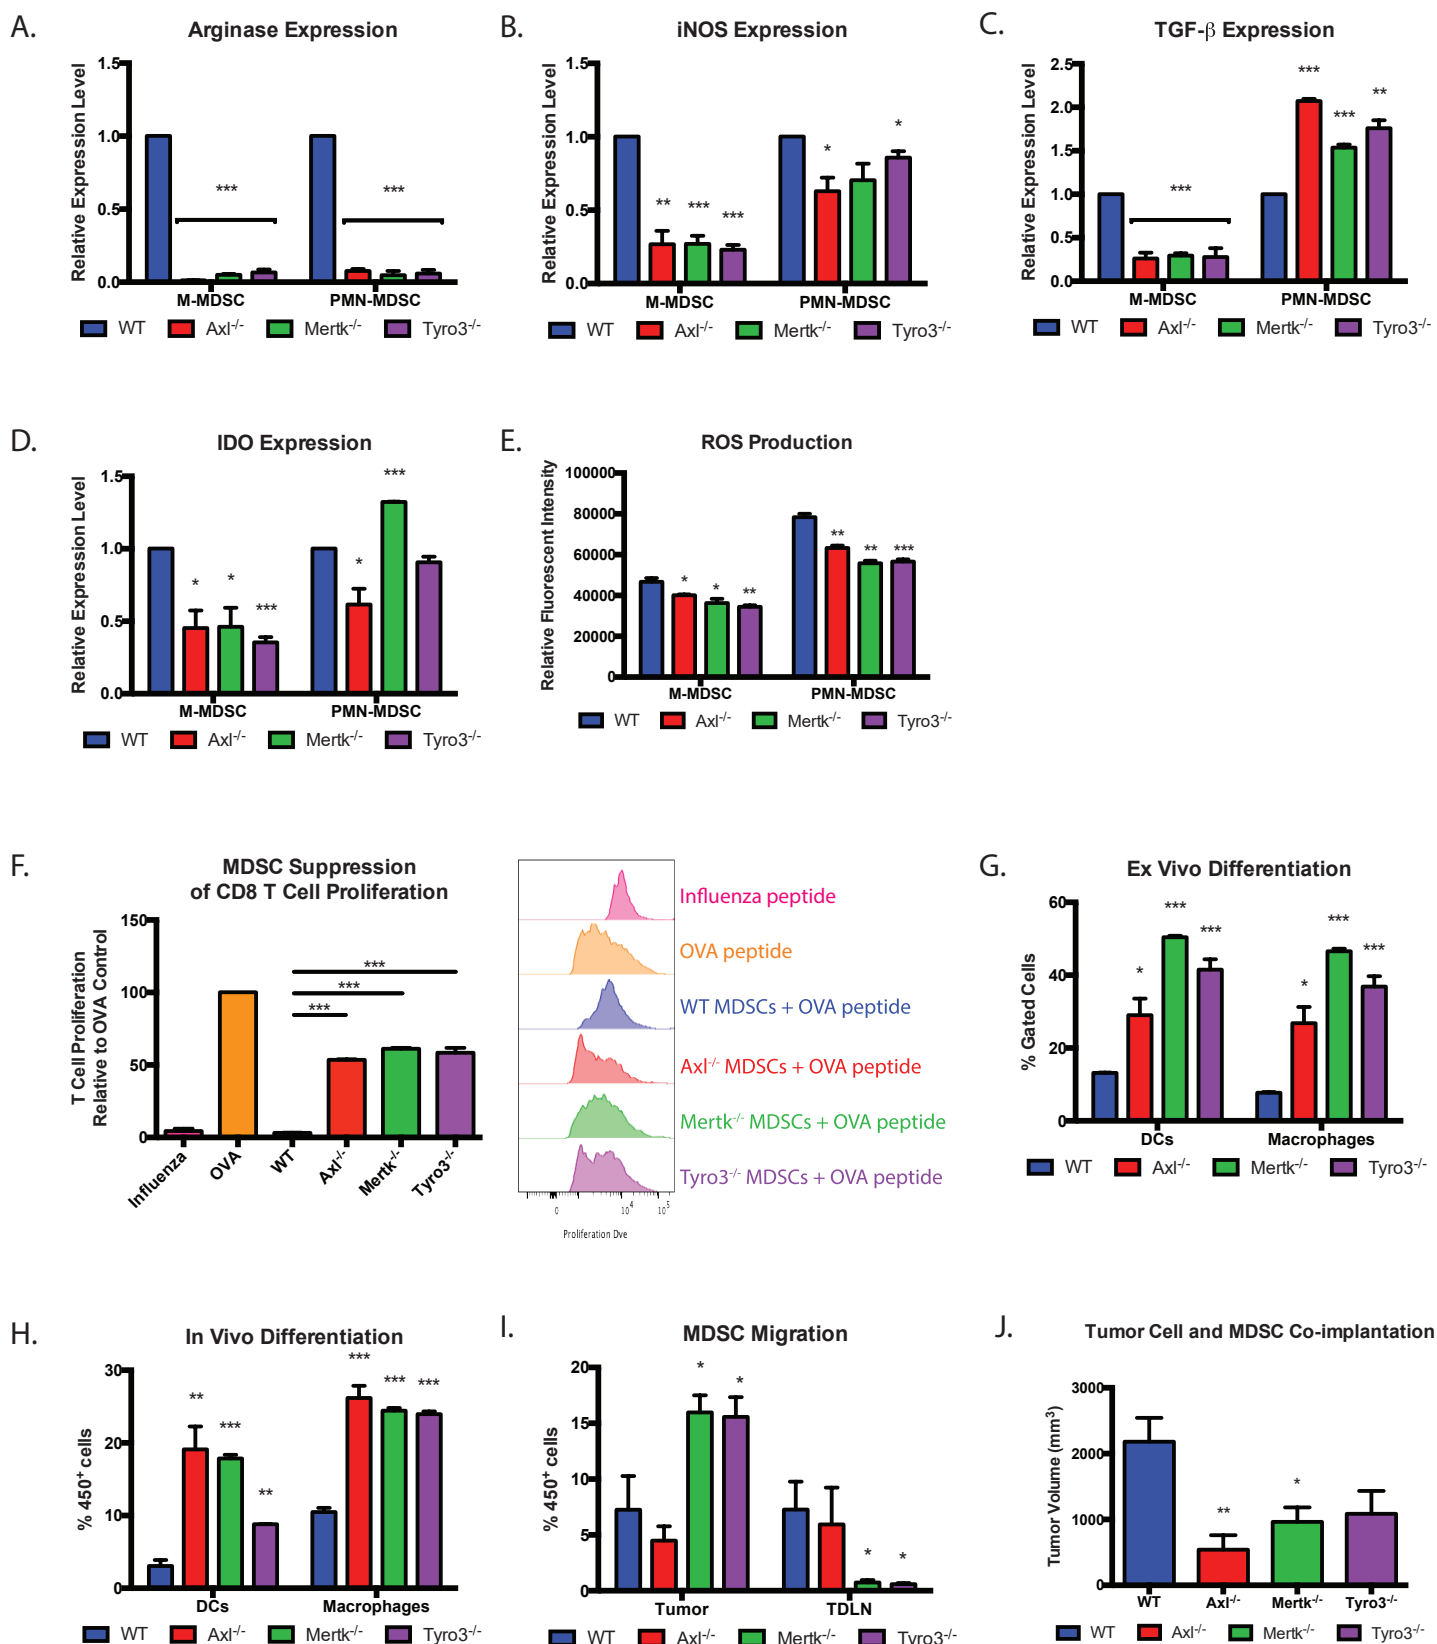 A.
Arginase Expression
Relative Expression Level
1.5
1.0
0.5
0.0
***
***
M-MDSC
PMN-MDSC
WT
Axl-/-
Mertk-/-
Tyro3-/-
B.
iNOS Expression
Relative Expression Level
1.5
1.0
0.5
0.0
**
***
***
*
*
M-MDSC
PMN-MDSC
WT
Axl-/-
Mertk-/-
Tyro3-/-
C.
TGF-β Expression
Relative Expression Level
2.5
2.0
1.5
1.0
0.5
0.0
***
***
***
**
M-MDSC
PMN-MDSC
WT
Axl-/-
Mertk-/-
Tyro3-/-
D.
IDO Expression
Relative Expression Level
1.5
1.0
0.5
0.0
*
*
***
*
***
M-MDSC
PMN-MDSC
WT
Axl-/-
Mertk-/-
Tyro3-/-
E.
ROS Production
Relative Fluorescent Intensity
100000
80000
60000
40000
20000
0
*
*
**
**
**
***
M-MDSC
PMN-MDSC
WT
Axl-/-
Mertk-/-
Tyro3-/-
F.
MDSC Suppression
of CD8 T Cell Proliferation
T Cell Proliferation
Relative to OVA Control
150
100
50
0
***
***
***
Influenza
OVA
WT
Axl-/-
Mertk-/-
Tyro3-/-
Influenza peptide
OVA peptide
WT MDSCs + OVA peptide
Axl-/- MDSCs + OVA peptide
Mertk-/- MDSCs + OVA peptide
Tyro3-/- MDSCs + OVA peptide
0
10^4
10^5
Proliferation Dye
G.
Ex Vivo Differentiation
% Gated Cells
60
40
20
0
*
***
***
*
***
***
DCs
Macrophages
WT
Axl-/-
Mertk-/-
Tyro3-/-
H.
In Vivo Differentiation
% 450+ cells
30
20
10
0
**
***
**
***
***
***
DCs
Macrophages
WT
Axl-/-
Mertk-/-
Tyro3-/-
I.
MDSC Migration
% 450+ cells
20
15
10
5
0
*
*
*
*
Tumor
TDLN
WT
Axl-/-
Mertk-/-
Tyro3-/-
J.
Tumor Cell and MDSC Co-implantation
Tumor Volume (mm3)
3000
2000
1000
0
**
*
WT
Axl-/-
Mertk-/-
Tyro3-/-
WT
Axl-/-
Mertk-/-
Tyro3-/-